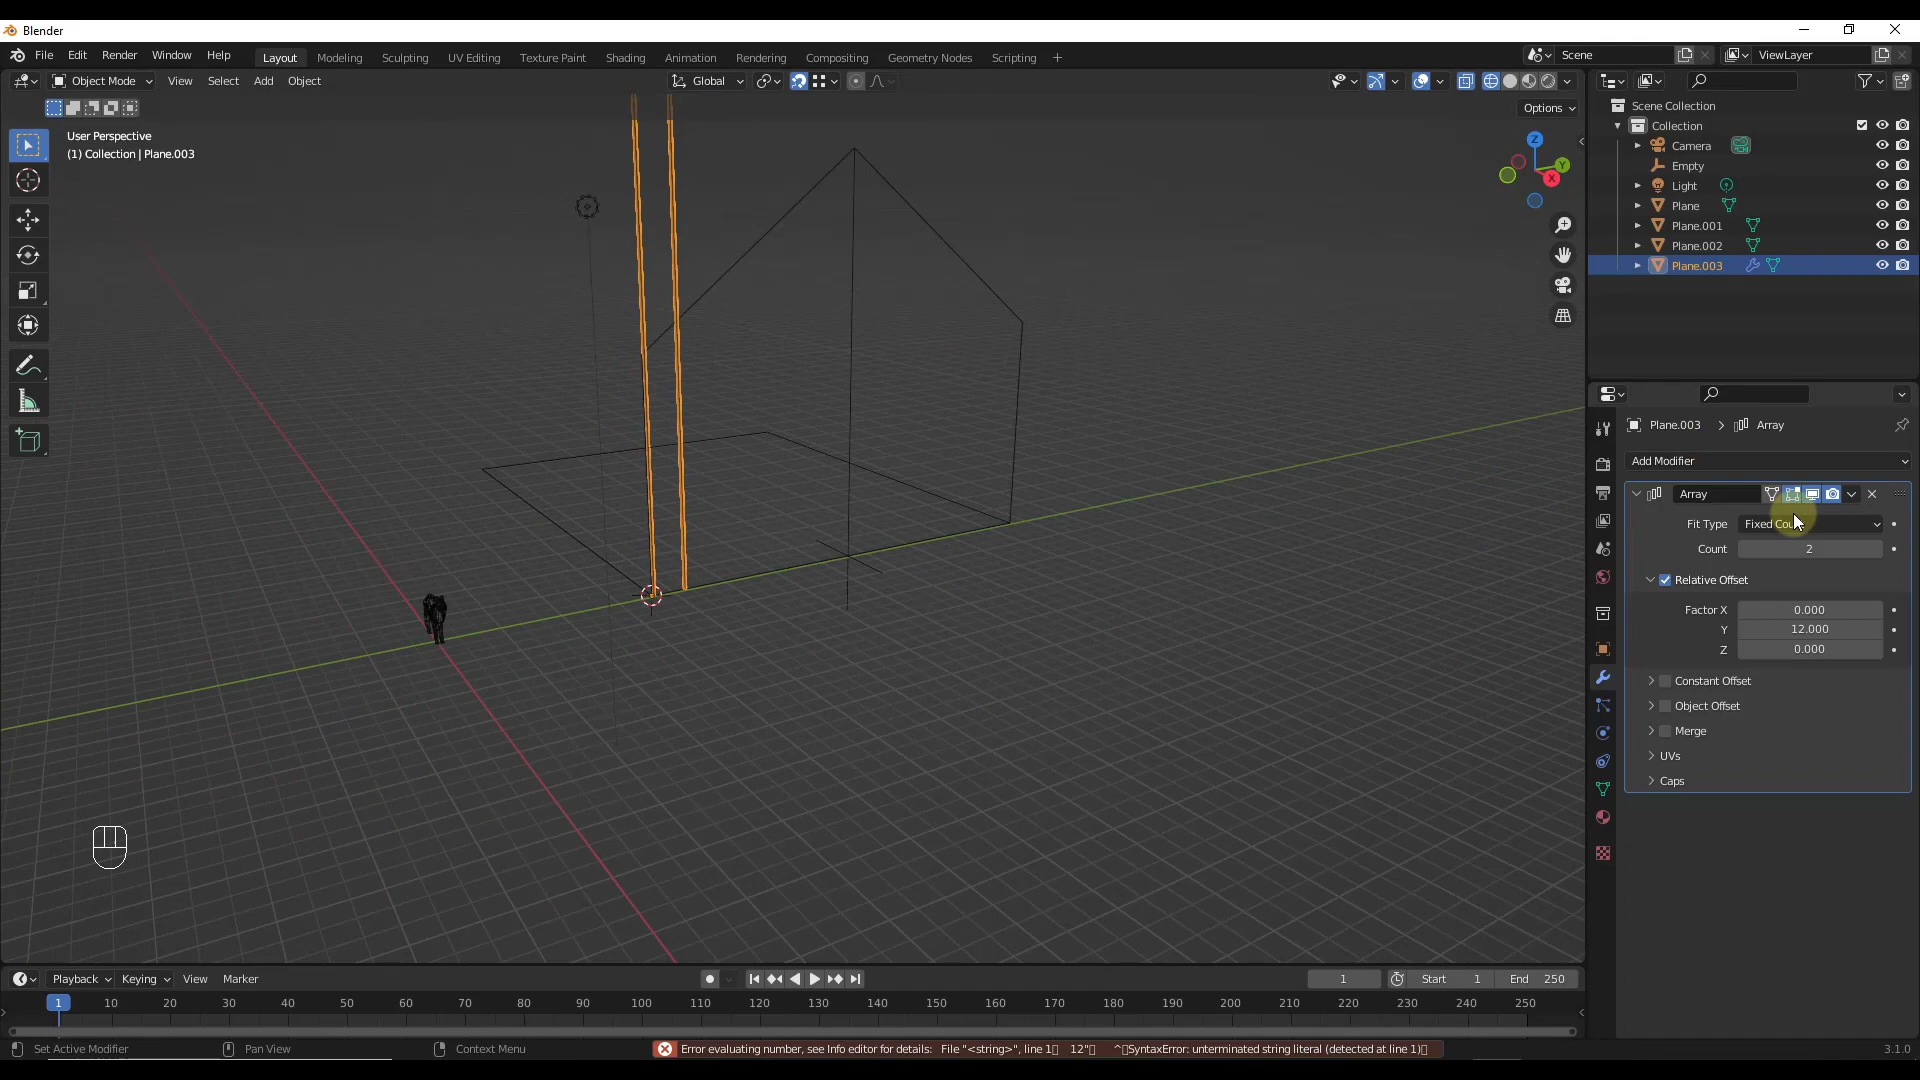 Blender
File Edit Render Window Help Layout Modeling Sculpting UV Editing Texture Paint Shading Animation Rendering Compositing Geometry Nodes Scripting + Scene ViewLayer
Object Mode View Select Add Object Global
Options
User Perspective
(1) Collection | Plane.003
Z
Y
X
Scene Collection
Collection
Camera
Empty
Light
Plane
Plane.001
Plane.002
Plane.003
Plane.003 > Array
Add Modifier
Array
Fit Type Fixed Cou
Count 2
Relative Offset
Factor X 0.000
Y 12.000
Z 0.000
Constant Offset
Object Offset
Merge
UVs
Caps
Playback Keying View Marker 1 Start 1 End 250
1 10 20 30 40 50 60 70 80 90 100 110 120 130 140 150 160 170 180 190 200 210 220 230 240 250
Set Active Modifier Pan View Context Menu Error evaluating number, see Info editor for details: File "<string>", line 1 12" ^SyntaxError: unterminated string literal (detected at line 1) 3.1.0